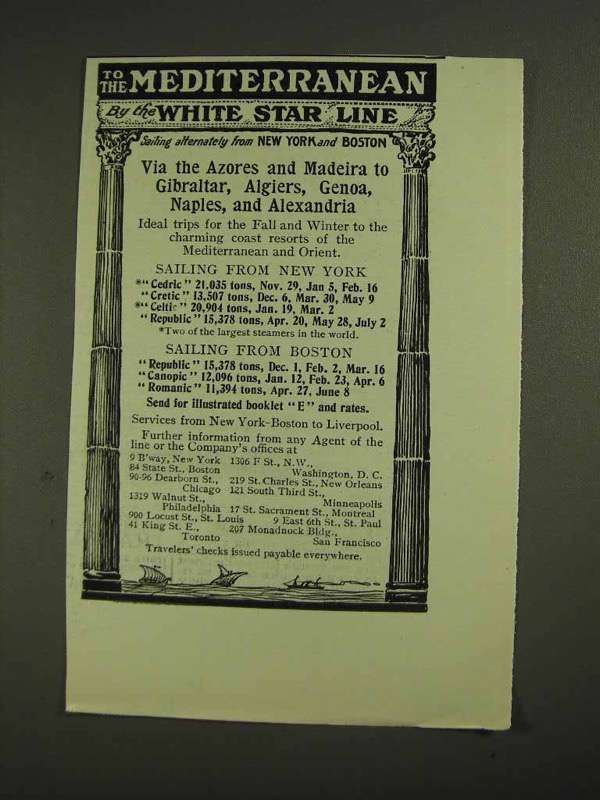 TO THE MEDITERRANEAN
By the WHITE STAR LINE
Sailing alternately from NEW YORK and BOSTON
Via the Azores and Madeira to
Gibraltar, Algiers, Genoa,
Naples, and Alexandria
Ideal trips for the Fall and Winter to the
charming coast resorts of the
Mediterranean and Orient.
SAILING FROM NEW YORK
*"Cedric" 21,035 tons, Nov. 29, Jan 5, Feb. 16
"Cretic" 13,507 tons, Dec. 6, Mar. 30, May 9
*"Celtic" 20,904 tons, Jan. 19, Mar. 2
"Republic" 15,378 tons, Apr. 20, May 28, July 2
*Two of the largest steamers in the world.
SAILING FROM BOSTON
"Republic" 15,378 tons, Dec. 1, Feb. 2, Mar. 16
"Canopic" 12,096 tons, Jan. 12, Feb. 23, Apr. 6
"Romanic" 11,394 tons, Apr. 27, June 8
Send for illustrated booklet "E" and rates.
Services from New York-Boston to Liverpool.
Further information from any Agent of the
line or the Company's offices at
9 B'way, New York
84 State St., Boston
90-96 Dearborn St.,
Chicago
1319 Walnut St.,
Philadelphia
900 Locust St., St. Louis
41 King St. E.,
Toronto
1306 F St., N.W.,
Washington, D. C.
219 St. Charles St., New Orleans
121 South Third St.,
Minneapolis
17 St. Sacrament St., Montreal
9 East 6th St., St. Paul
207 Monadnock Bldg.,
San Francisco
Travelers' checks issued payable everywhere.